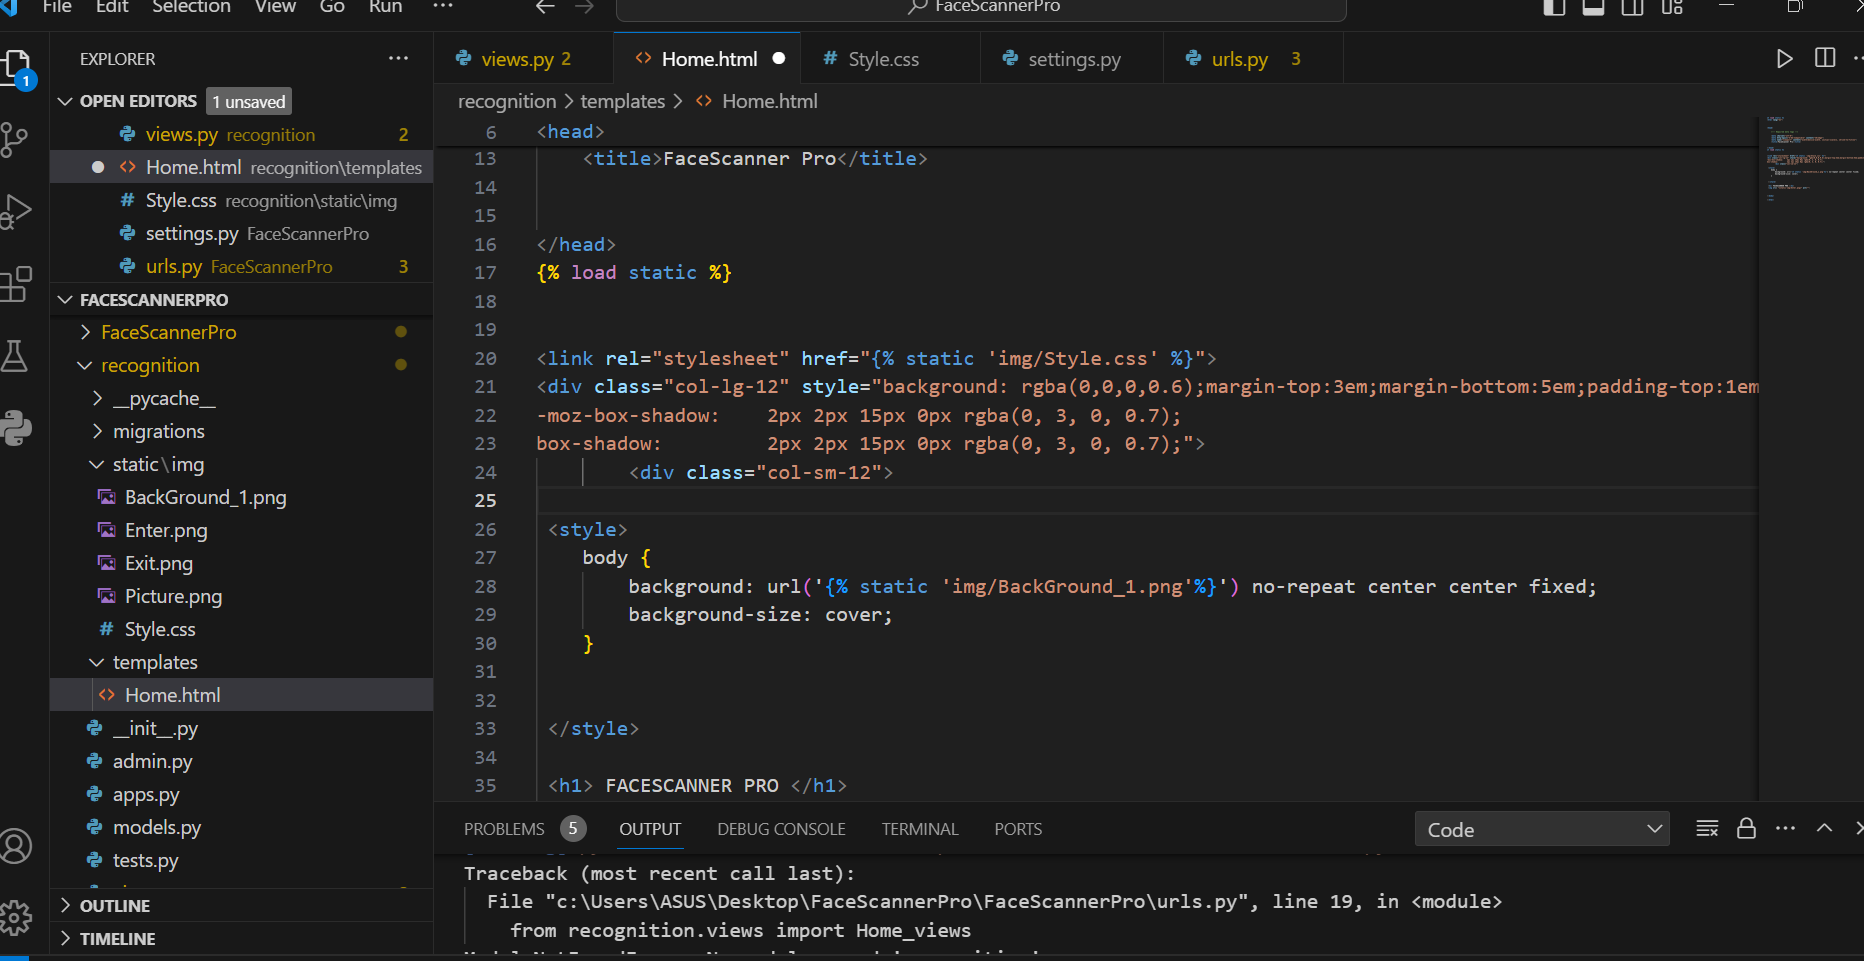 File Edit Selection View Go Run ···
FaceScannerPro
EXPLORER
1
OPEN EDITORS 1 unsaved
views.py recognition 2
Home.html recognition\templates
# Style.css recognition\static\img
settings.py FaceScannerPro
urls.py FaceScannerPro 3
FACESCANNERPRO
FaceScannerPro
recognition
__pycache__
migrations
static\img
BackGround_1.png
Enter.png
Exit.png
Picture.png
# Style.css
templates
<> Home.html
__init__.py
admin.py
apps.py
models.py
tests.py
OUTLINE
TIMELINE
views.py 2 <> Home.html # Style.css settings.py urls.py 3
recognition > templates > <> Home.html
6 <head>
13 <title>FaceScanner Pro</title>
14
15
16 </head>
17 {% load static %}
18
19
20 <link rel="stylesheet" href="{% static 'img/Style.css' %}">
21 <div class="col-lg-12" style="background: rgba(0,0,0,0.6);margin-top:3em;margin-bottom:5em;padding-top:1em
22 -moz-box-shadow: 2px 2px 15px 0px rgba(0, 3, 0, 0.7);
23 box-shadow: 2px 2px 15px 0px rgba(0, 3, 0, 0.7);">
24 <div class="col-sm-12">
25
26 <style>
27 body {
28 background: url('{% static 'img/BackGround_1.png'%}') no-repeat center center fixed;
29 background-size: cover;
30 }
31
32
33 </style>
34
35 <h1> FACESCANNER PRO </h1>
PROBLEMS 5 OUTPUT DEBUG CONSOLE TERMINAL PORTS Code
Traceback (most recent call last):
File "c:\Users\ASUS\Desktop\FaceScannerPro\FaceScannerPro\urls.py", line 19, in <module>
from recognition.views import Home_views